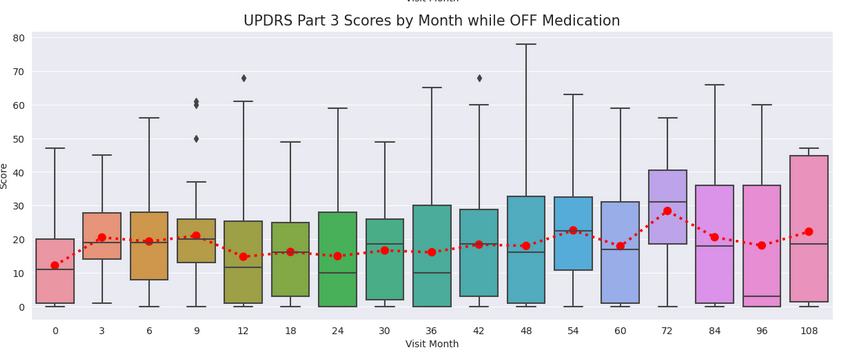 Visit Month
UPDRS Part 3 Scores by Month while OFF Medication
80
70
60
50
40
30
20
10
0
Score
0 3 6 9 12 18 24 30 36 42 48 54 60 72 84 96 108
Visit Month